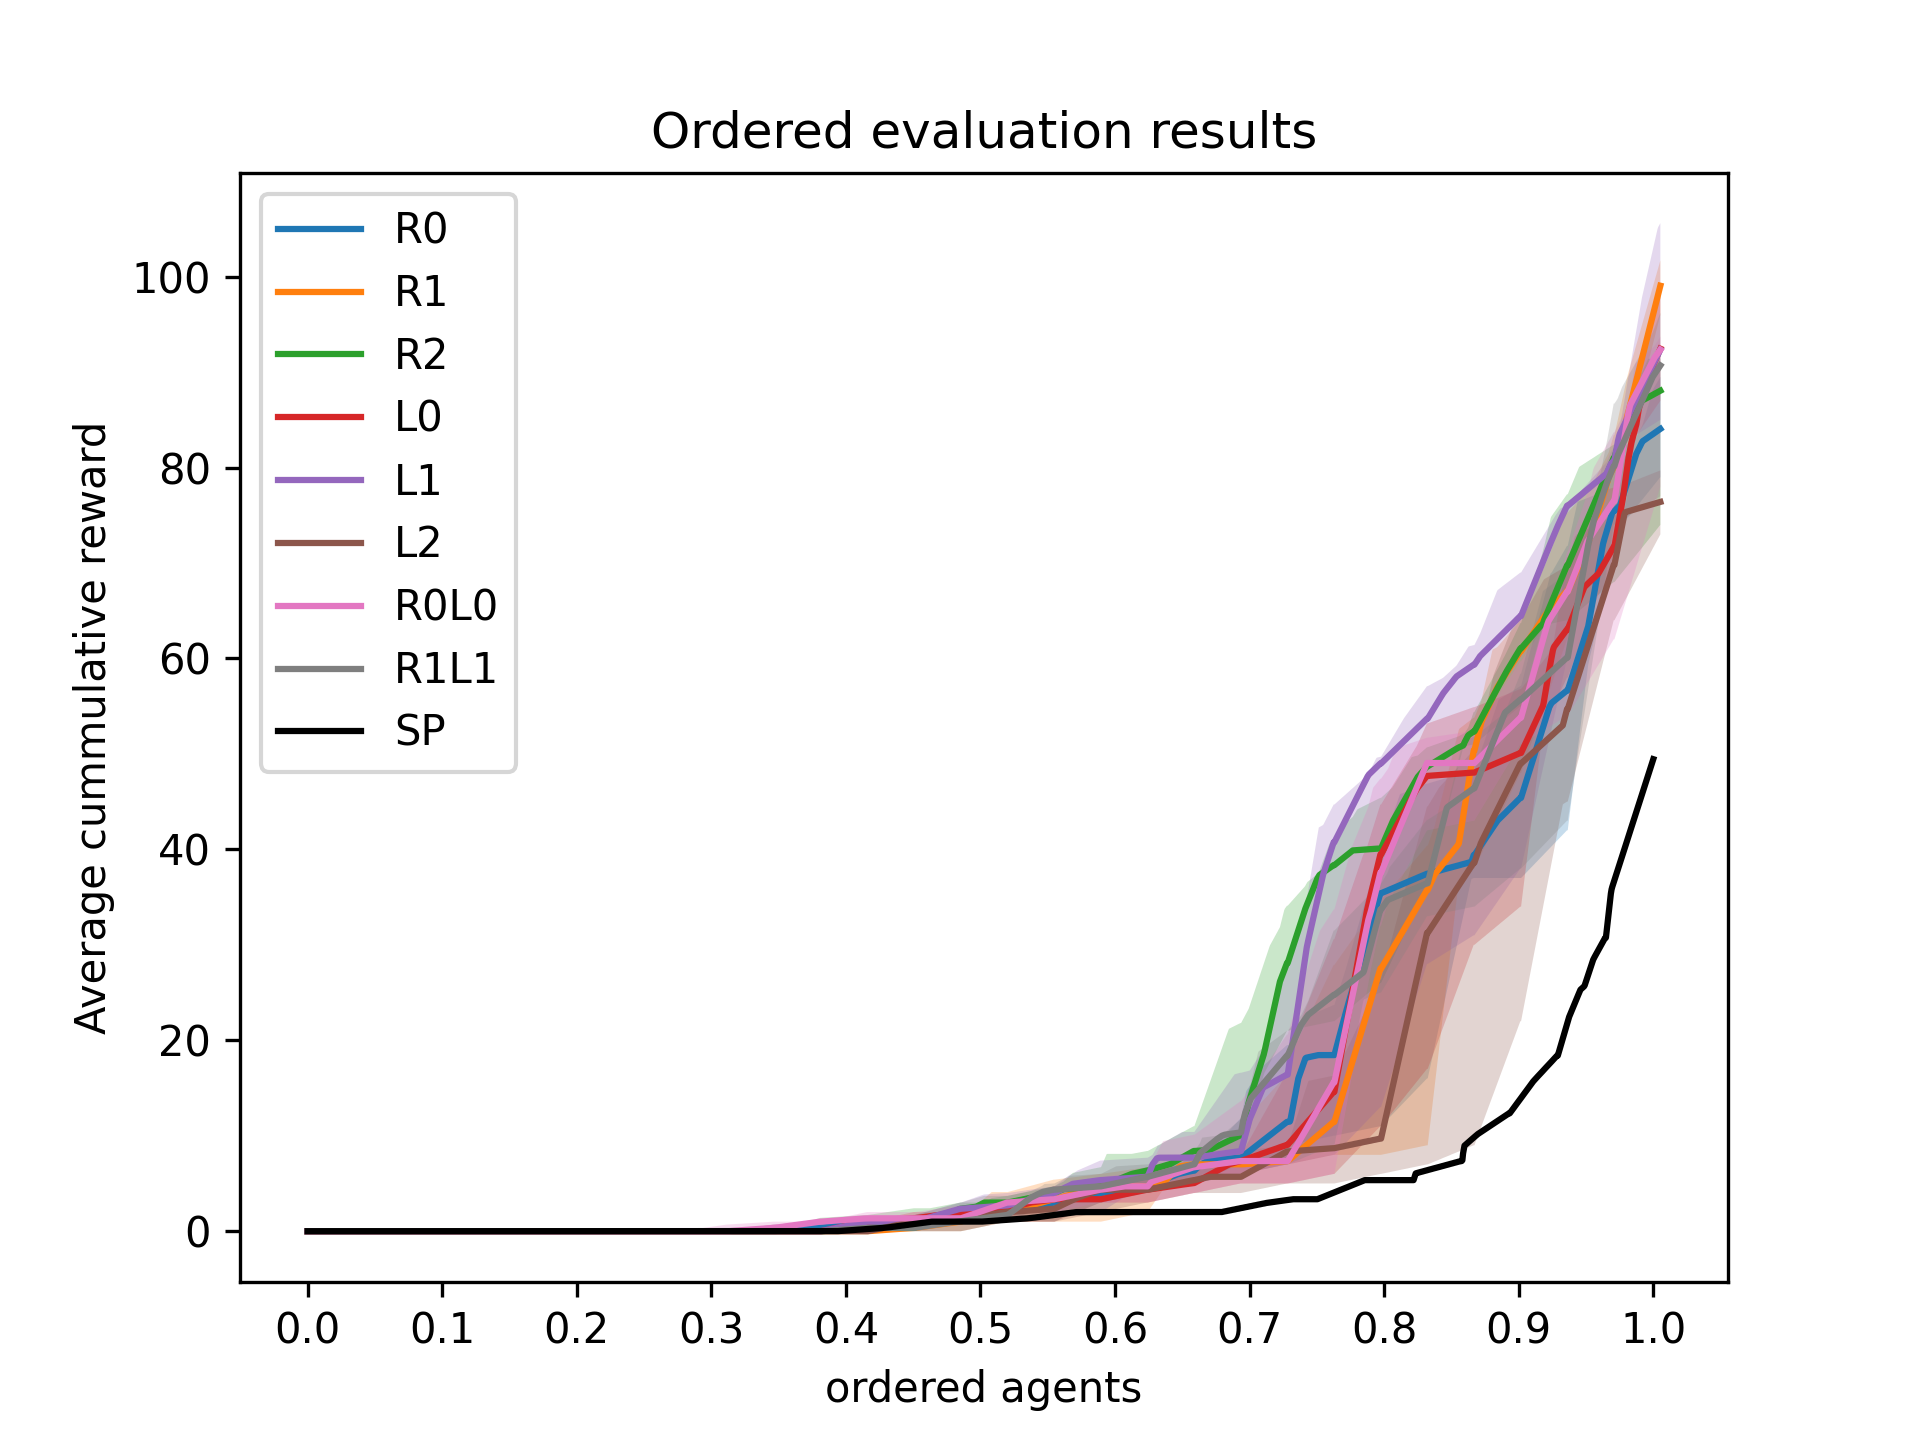 Ordered evaluation results
R0
R1
R2
L0
L1
L2
R0L0
R1L1
SP
Average cummulative reward
100
80
60
40
20
0
0.0 0.1 0.2 0.3 0.4 0.5 0.6 0.7 0.8 0.9 1.0
ordered agents